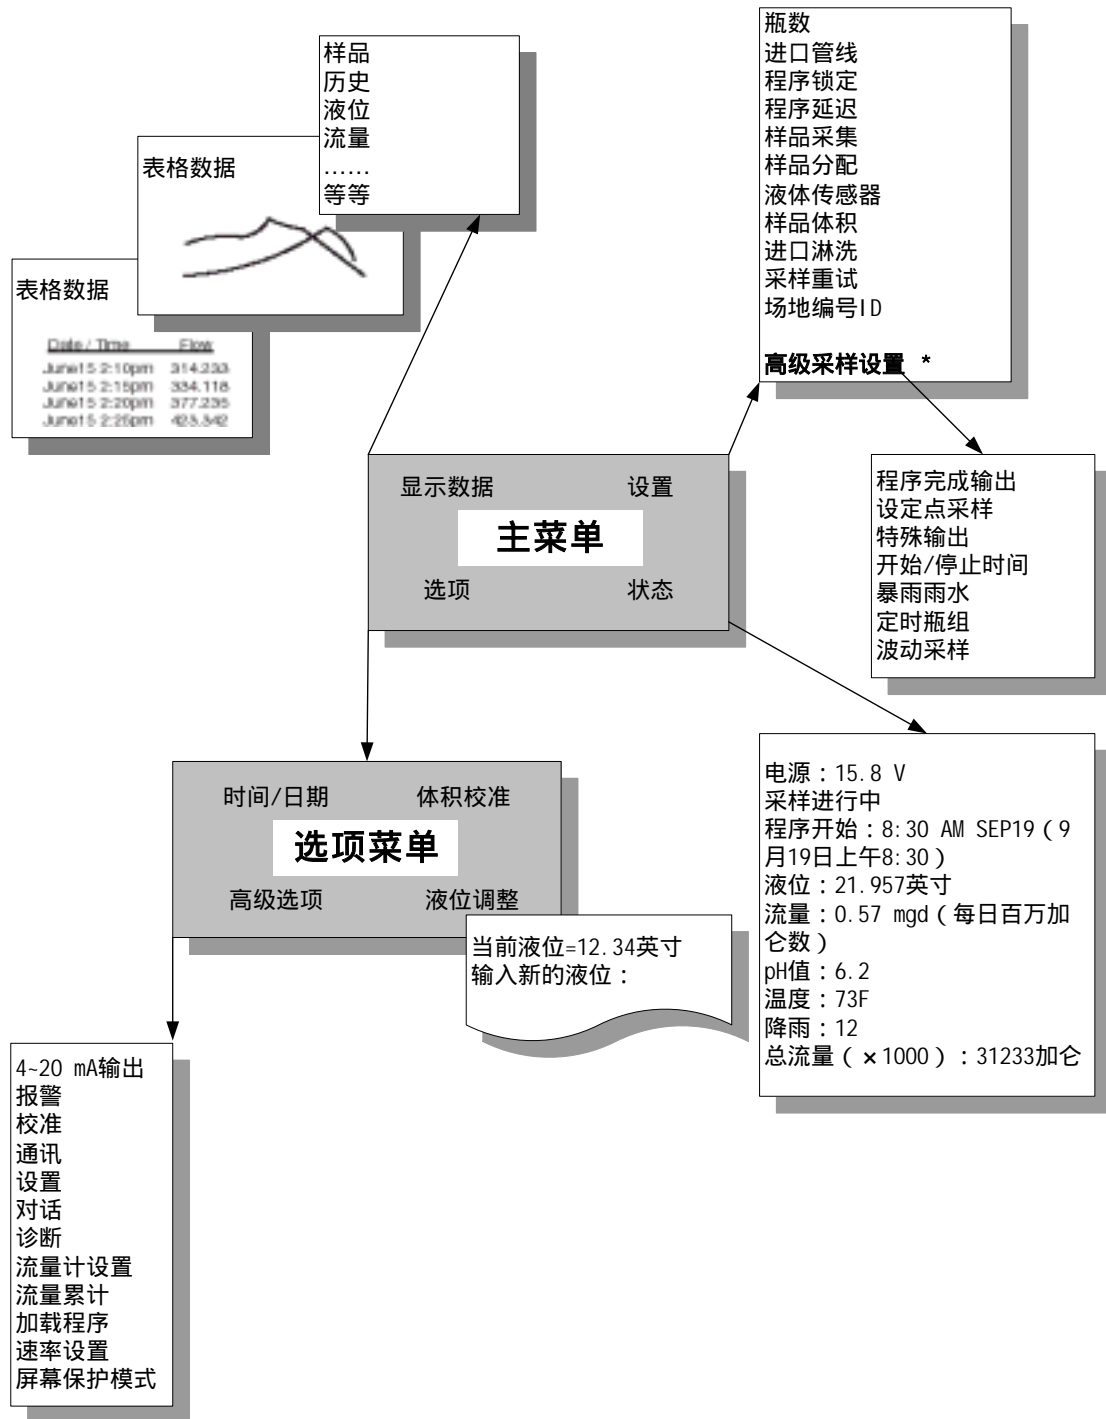 样品
历史
液位
流量
......
等等
表格数据
表格数据
Date / Time Flow
June15 2:10pm 314.233
June15 2:15pm 334.118
June15 2:20pm 377.235
June15 2:25pm 423.342
瓶数
进口管线
程序锁定
程序延迟
样品采集
样品分配
液体传感器
样品体积
进口淋洗
采样重试
场地编号ID
高级采样设置 *
程序完成输出
设定点采样
特殊输出
开始/停止时间
暴雨雨水
定时瓶组
波动采样
显示数据 设置
主菜单
选项 状态
时间/日期 体积校准
选项菜单
高级选项 液位调整
当前液位=12.34英寸
输入新的液位：
电源：15.8 V
采样进行中
程序开始：8:30 AM SEP19（9
月19日上午8:30）
液位：21.957英寸
流量：0.57 mgd（每日百万加
仑数）
pH值：6.2
温度：73F
降雨：12
总流量（×1000）：31233加仑
4~20 mA输出
报警
校准
通讯
设置
对话
诊断
流量计设置
流量累计
加载程序
速率设置
屏幕保护模式